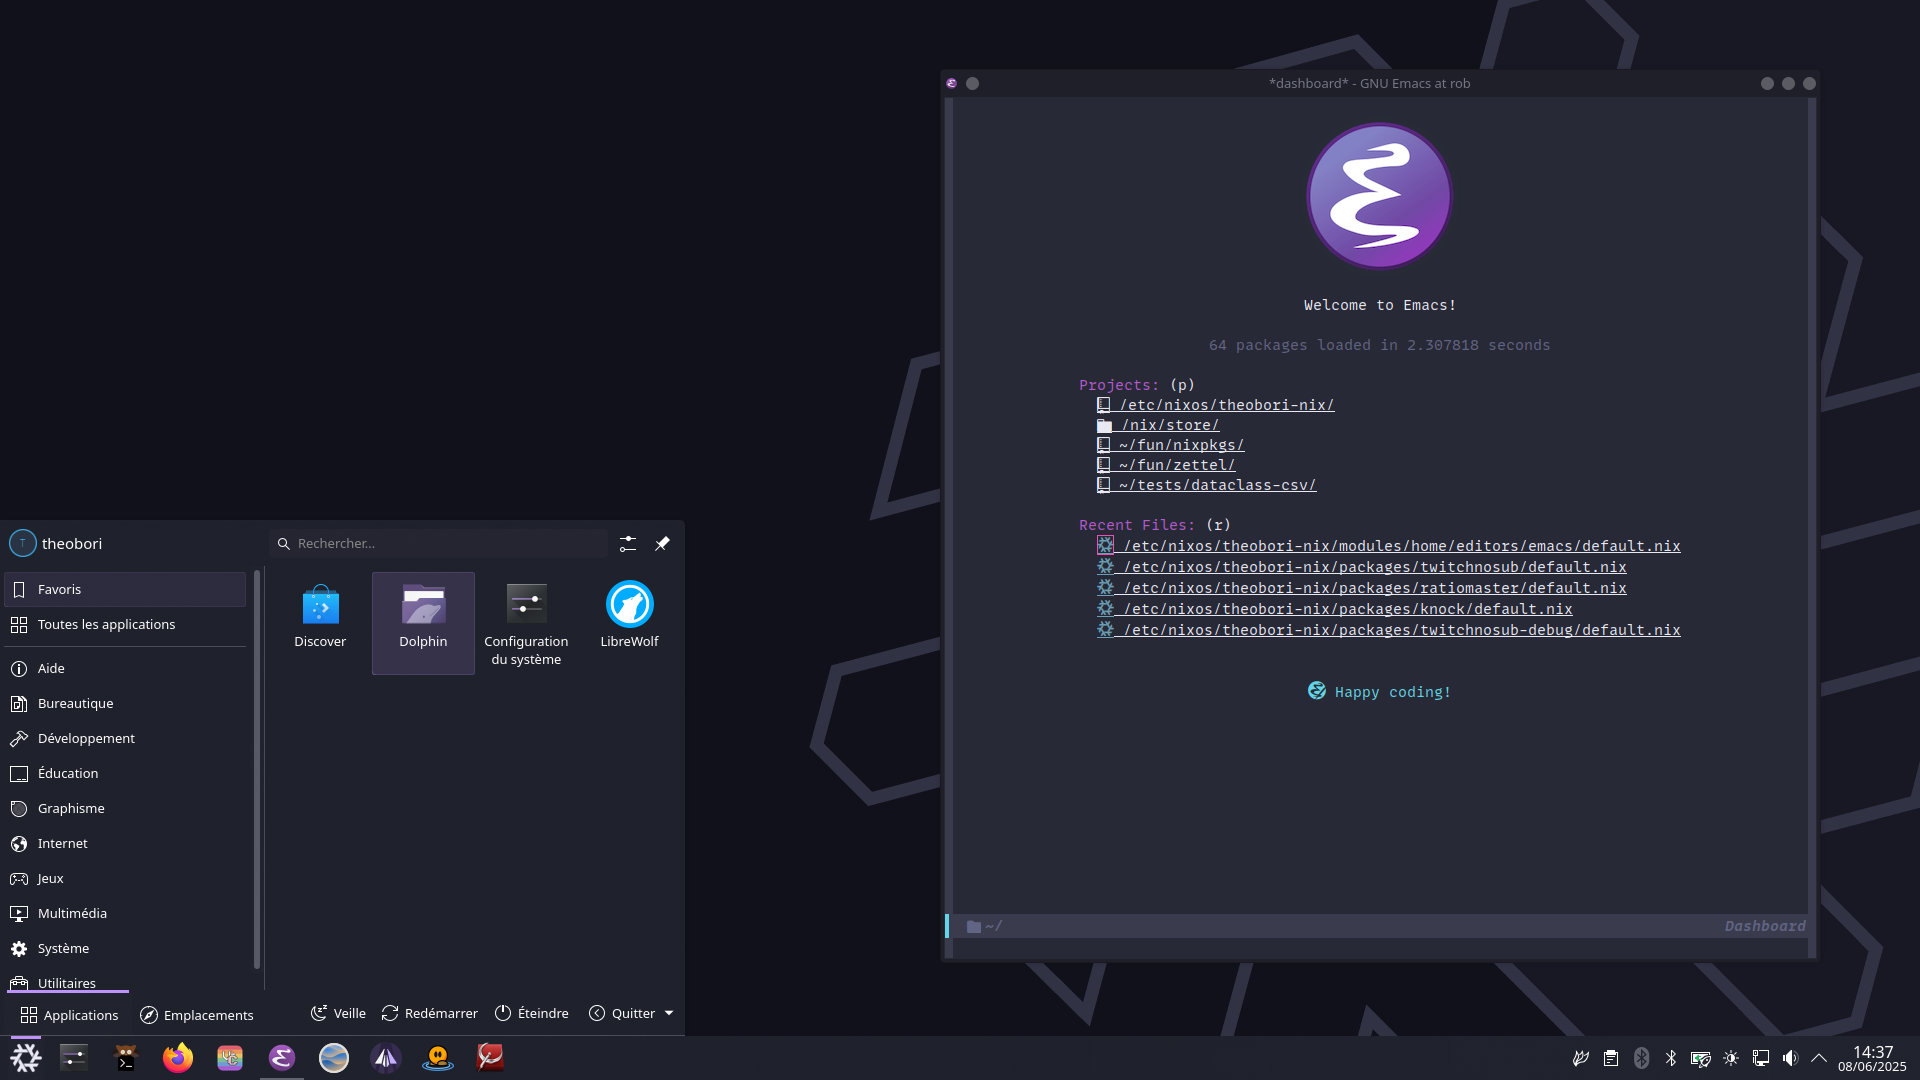 *dashboard* - GNU Emacs at rob
Welcome to Emacs!
64 packages loaded in 2.307818 seconds
Projects: (p)
/etc/nixos/theobori-nix/
/nix/store/
~/fun/nixpkgs/
~/fun/zettel/
~/tests/dataclass-csv/
Recent Files: (r)
/etc/nixos/theobori-nix/modules/home/editors/emacs/default.nix
/etc/nixos/theobori-nix/packages/twitchnosub/default.nix
/etc/nixos/theobori-nix/packages/ratiomaster/default.nix
/etc/nixos/theobori-nix/packages/knock/default.nix
/etc/nixos/theobori-nix/packages/twitchnosub-debug/default.nix
Happy coding!
~/ Dashboard
T theobori
Rechercher...
Favoris
Toutes les applications
Aide
Bureautique
Développement
Éducation
Graphisme
Internet
Jeux
Multimédia
Système
Utilitaires
Discover
Dolphin
Configuration
du système
LibreWolf
Applications
Emplacements
Veille
Redémarrer
Éteindre
Quitter
14:37
08/06/2025